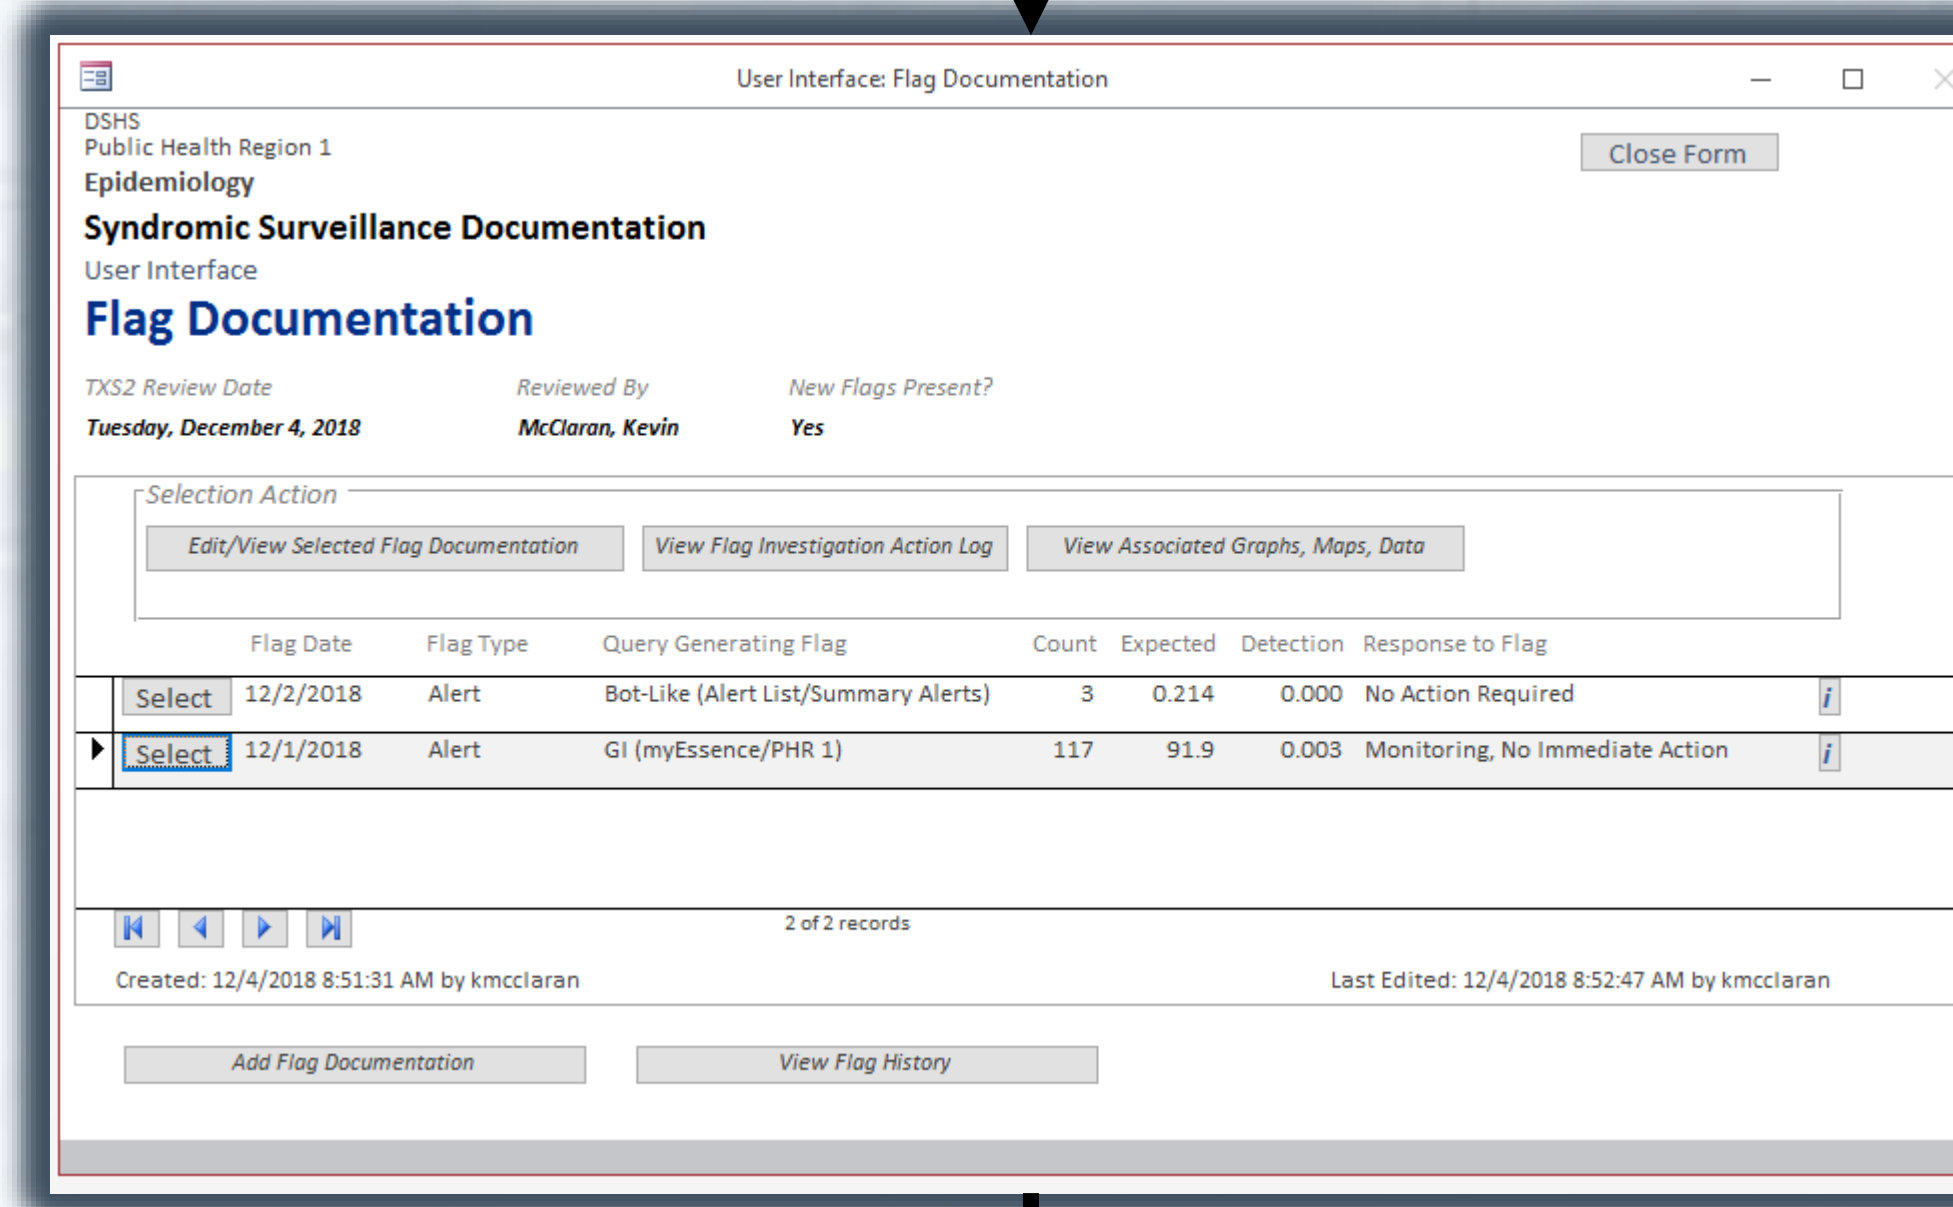 User Interface: Flag Documentation
DSHS
Public Health Region 1
Close Form
Epidemiology
Syndromic Surveillance Documentation
User Interface
Flag Documentation
TXS2 Review Date Reviewed By New Flags Present?
Tuesday, December 4, 2018 McClaran, Kevin Yes
Selection Action
Edit/View Selected Flag Documentation View Flag Investigation Action Log View Associated Graphs, Maps, Data
Flag Date Flag Type Query Generating Flag Count Expected Detection Response to Flag
Select 12/2/2018 Alert Bot-Like (Alert List/Summary Alerts) 3 0.214 0.000 No Action Required i
Select 12/1/2018 Alert GI (myEssence/PHR 1) 117 91.9 0.003 Monitoring, No Immediate Action i
2 of 2 records
Created: 12/4/2018 8:51:31 AM by kmcclaran Last Edited: 12/4/2018 8:52:47 AM by kmcclaran
Add Flag Documentation View Flag History